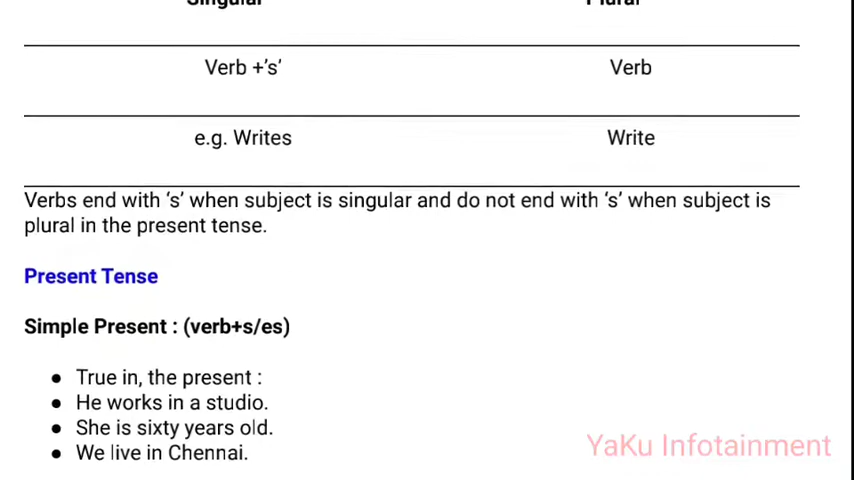 Singular Plural
Verb +’s’ Verb
e.g. Writes Write
Verbs end with ‘s’ when subject is singular and do not end with ‘s’ when subject is
plural in the present tense.
Present Tense
Simple Present : (verb+s/es)
● True in, the present :
● He works in a studio.
● She is sixty years old.
● We live in Chennai.
YaKu Infotainment